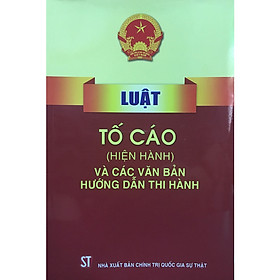 LUẬT
TỐ CÁO
(HIỆN HÀNH)
VÀ CÁC VĂN BẢN
HƯỚNG DẪN THI HÀNH
ST
NHÀ XUẤT BẢN CHÍNH TRỊ QUỐC GIA SỰ THẬT